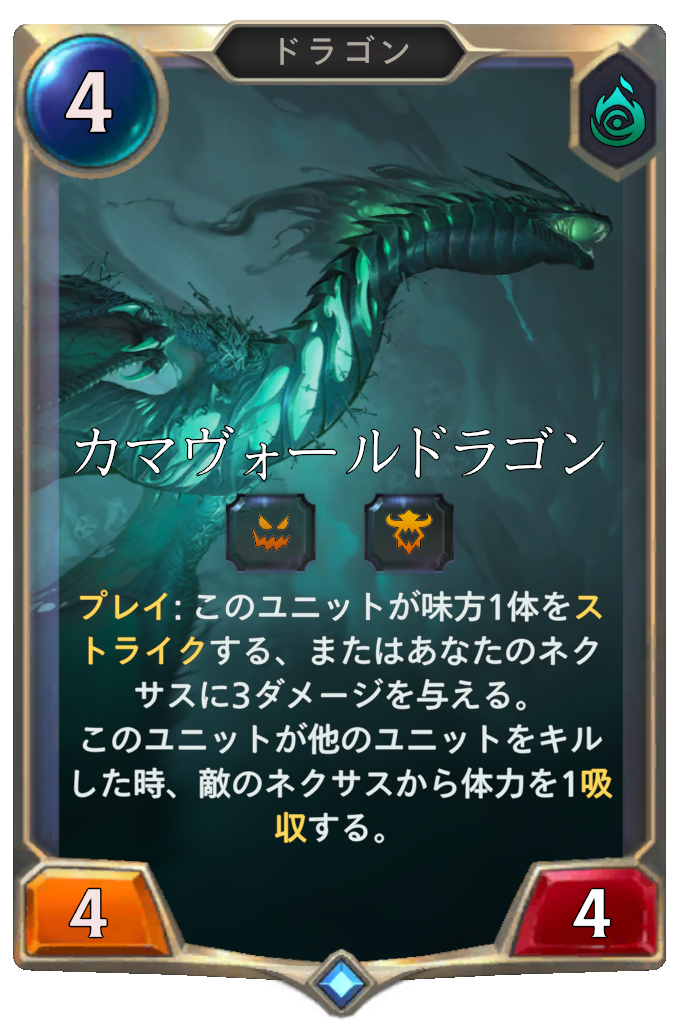 ドラゴン
4
カマヴォールドラゴン
プレイ: このユニットが味方1体をス
トライクする、またはあなたのネク
サスに3ダメージを与える。
このユニットが他のユニットをキル
した時、敵のネクサスから体力を1吸
収する。
4
4